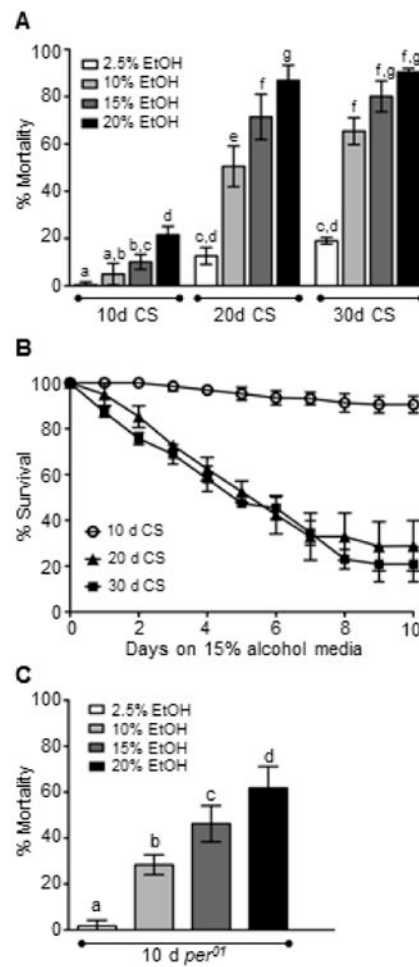 A
% Mortality
100
80
60
40
20
0
2.5% EtOH
10% EtOH
15% EtOH
20% EtOH
a
a,b
b,c
d
c,d
e
f
g
c,d
f
f,g
f,g
10d CS
20d CS
30d CS
B
% Survival
100
80
60
40
20
0
10 d CS
20 d CS
30 d CS
0
2
4
6
8
10
Days on 15% alcohol media
C
% Mortality
100
80
60
40
20
0
2.5% EtOH
10% EtOH
15% EtOH
20% EtOH
a
b
c
d
10 d per⁰¹